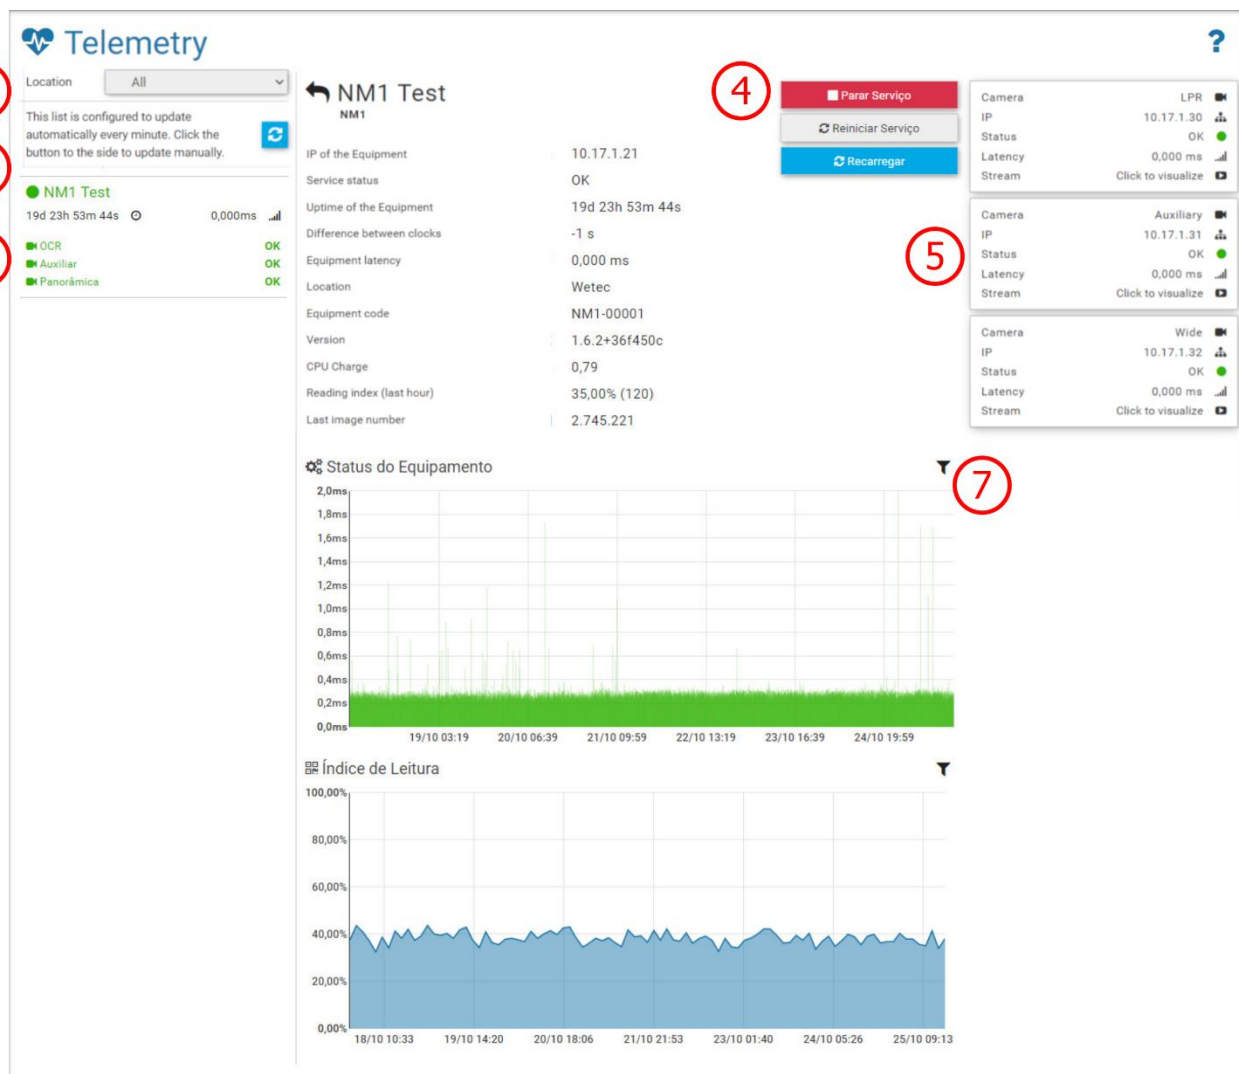 Telemetry
?
Location All
This list is configured to update
automatically every minute. Click the
button to the side to update manually.
NM1 Test
19d 23h 53m 44s 0,000ms
OCR OK
Auxiliar OK
Panorâmica OK
NM1 Test
NM1
IP of the Equipment 10.17.1.21
Service status OK
Uptime of the Equipment 19d 23h 53m 44s
Difference between clocks -1 s
Equipment latency 0,000 ms
Location Wetec
Equipment code NM1-00001
Version 1.6.2+36f450c
CPU Charge 0,79
Reading index (last hour) 35,00% (120)
Last image number 2.745.221
4
Parar Serviço
Reiniciar Serviço
Recarregar
Camera LPR
IP 10.17.1.30
Status OK
Latency 0,000 ms
Stream Click to visualize
5
Camera Auxiliary
IP 10.17.1.31
Status OK
Latency 0,000 ms
Stream Click to visualize
Camera Wide
IP 10.17.1.32
Status OK
Latency 0,000 ms
Stream Click to visualize
Status do Equipamento
7
2,0ms
1,8ms
1,6ms
1,4ms
1,2ms
1,0ms
0,8ms
0,6ms
0,4ms
0,2ms
0,0ms
19/10 03:19 20/10 06:39 21/10 09:59 22/10 13:19 23/10 16:39 24/10 19:59
Índice de Leitura
100,00%
80,00%
60,00%
40,00%
20,00%
0,00%
18/10 10:33 19/10 14:20 20/10 18:06 21/10 21:53 23/10 01:40 24/10 05:26 25/10 09:13